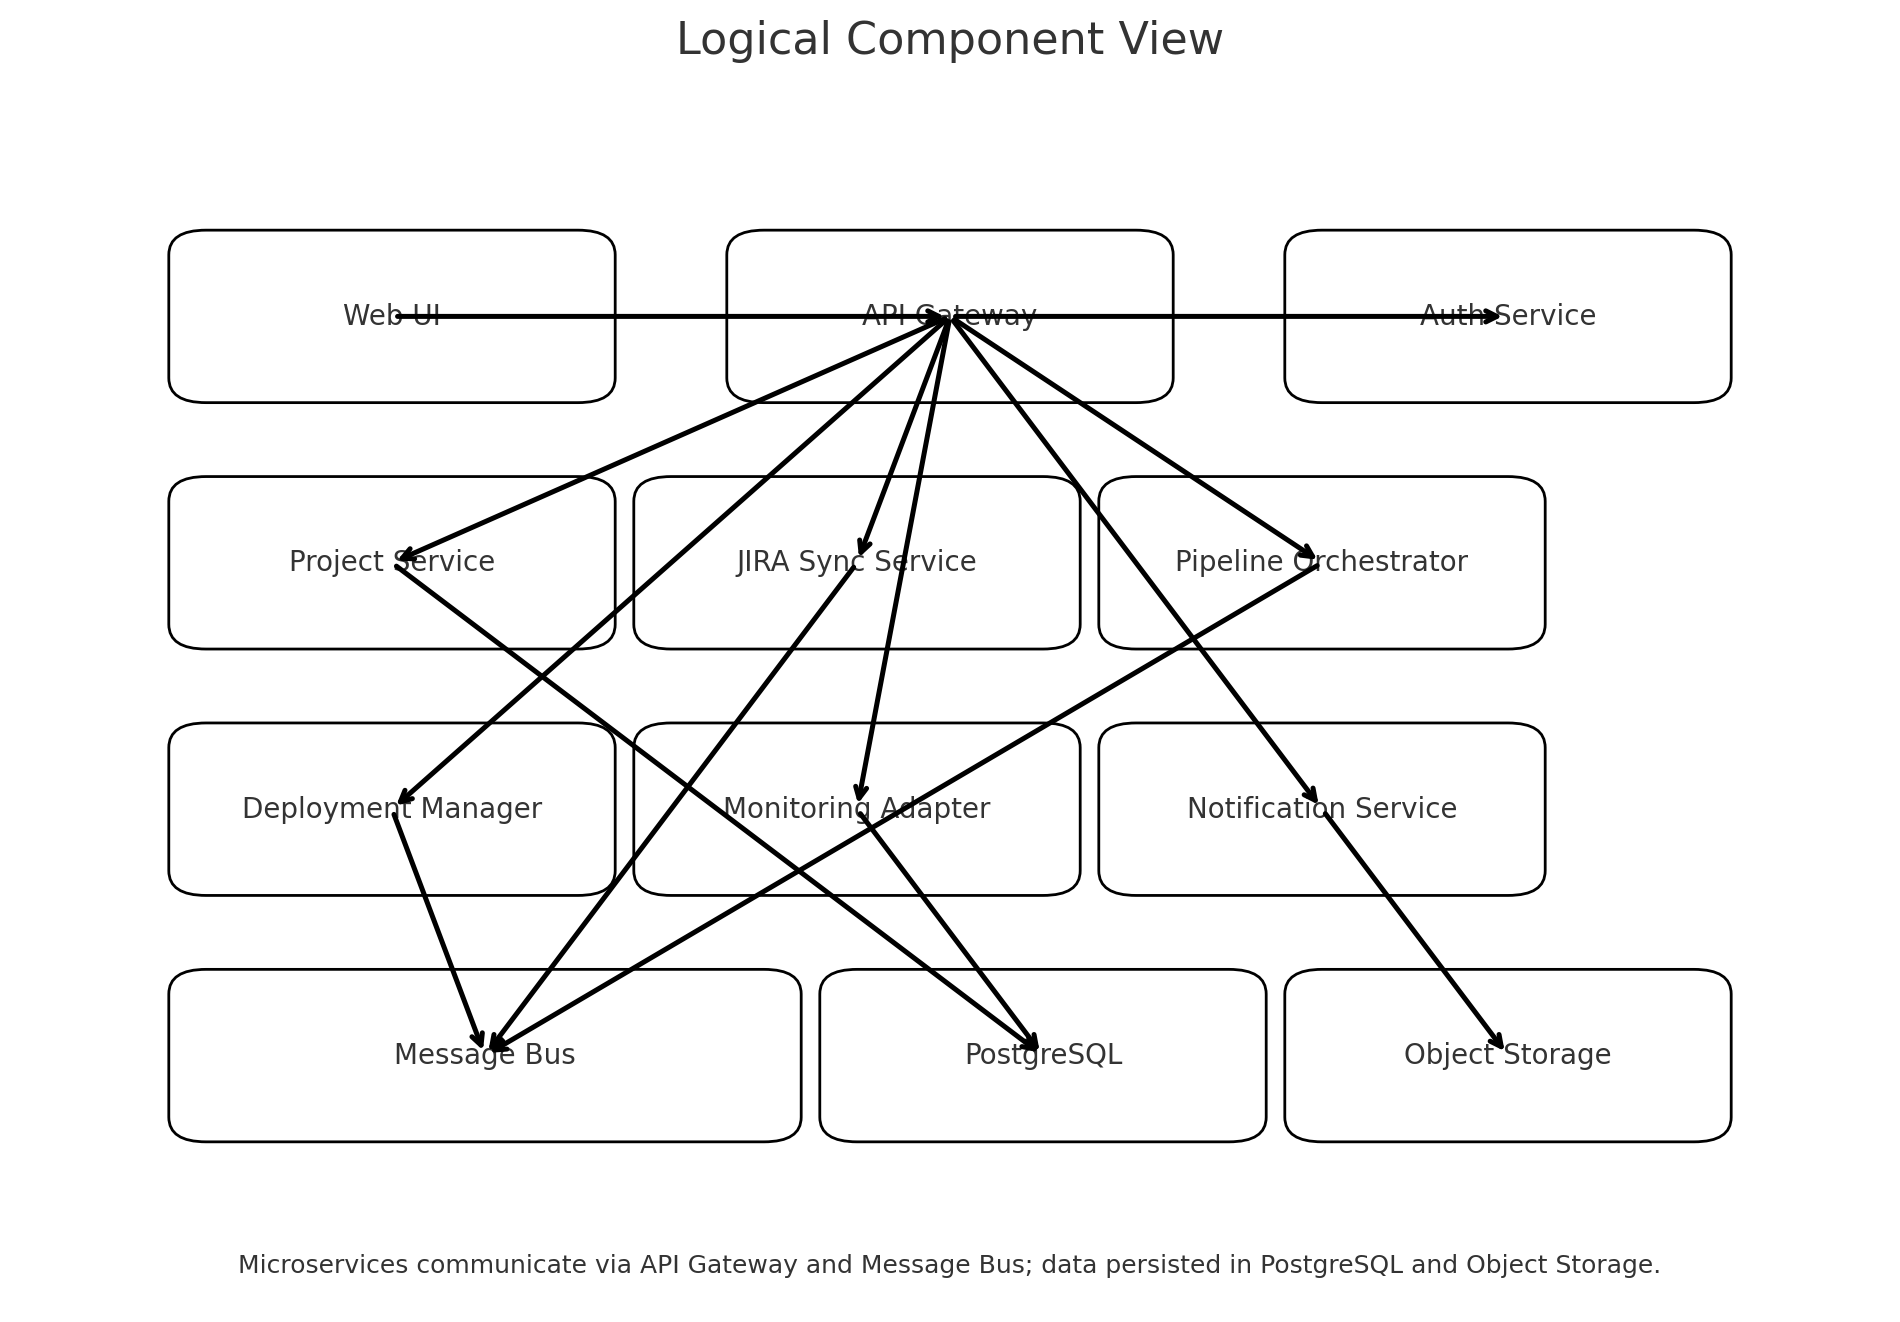 Logical Component View
Web UI
API Gateway
Auth Service
Project Service
JIRA Sync Service
Pipeline Orchestrator
Deployment Manager
Monitoring Adapter
Notification Service
Message Bus
PostgreSQL
Object Storage
Microservices communicate via API Gateway and Message Bus; data persisted in PostgreSQL and Object Storage.